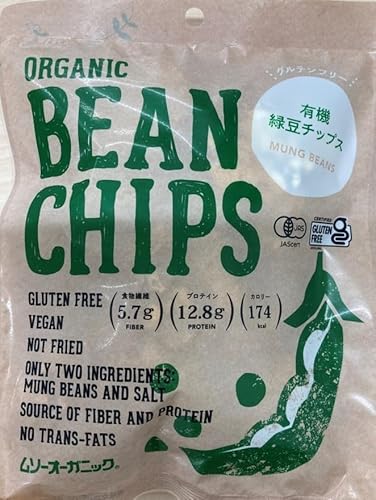 ORGANIC
BEAN
CHIPS
グルテンフリー
有機
緑豆チップス
MUNG BEANS
JAS
JAScert
CERTIFIED
GLUTEN
FREE
GLUTEN FREE
VEGAN
NOT FRIED
ONLY TWO INGREDIENTS:
MUNG BEANS AND SALT
SOURCE OF FIBER AND PROTEIN
NO TRANS-FATS
食物繊維
5.7g
FIBER
プロテイン
12.8g
PROTEIN
カロリー
174
kcal
ムソーオーガニック®